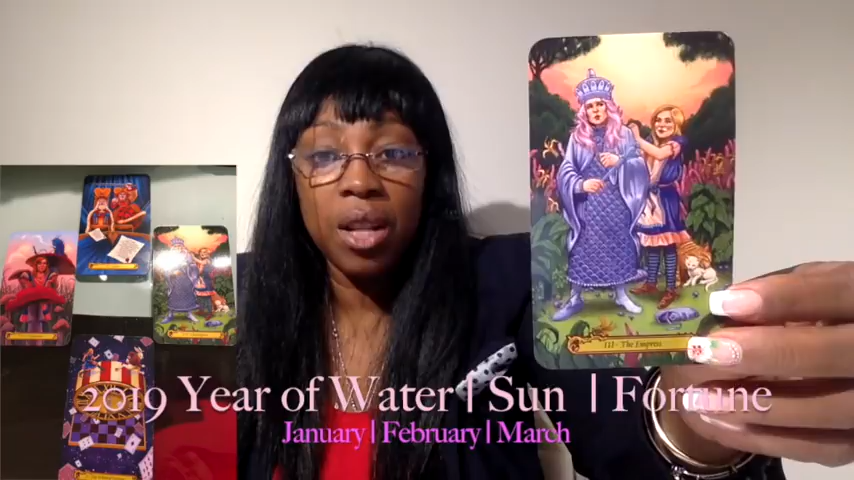 III - The Empress
2019 Year of Water | Sun | Fortune
January | February | March